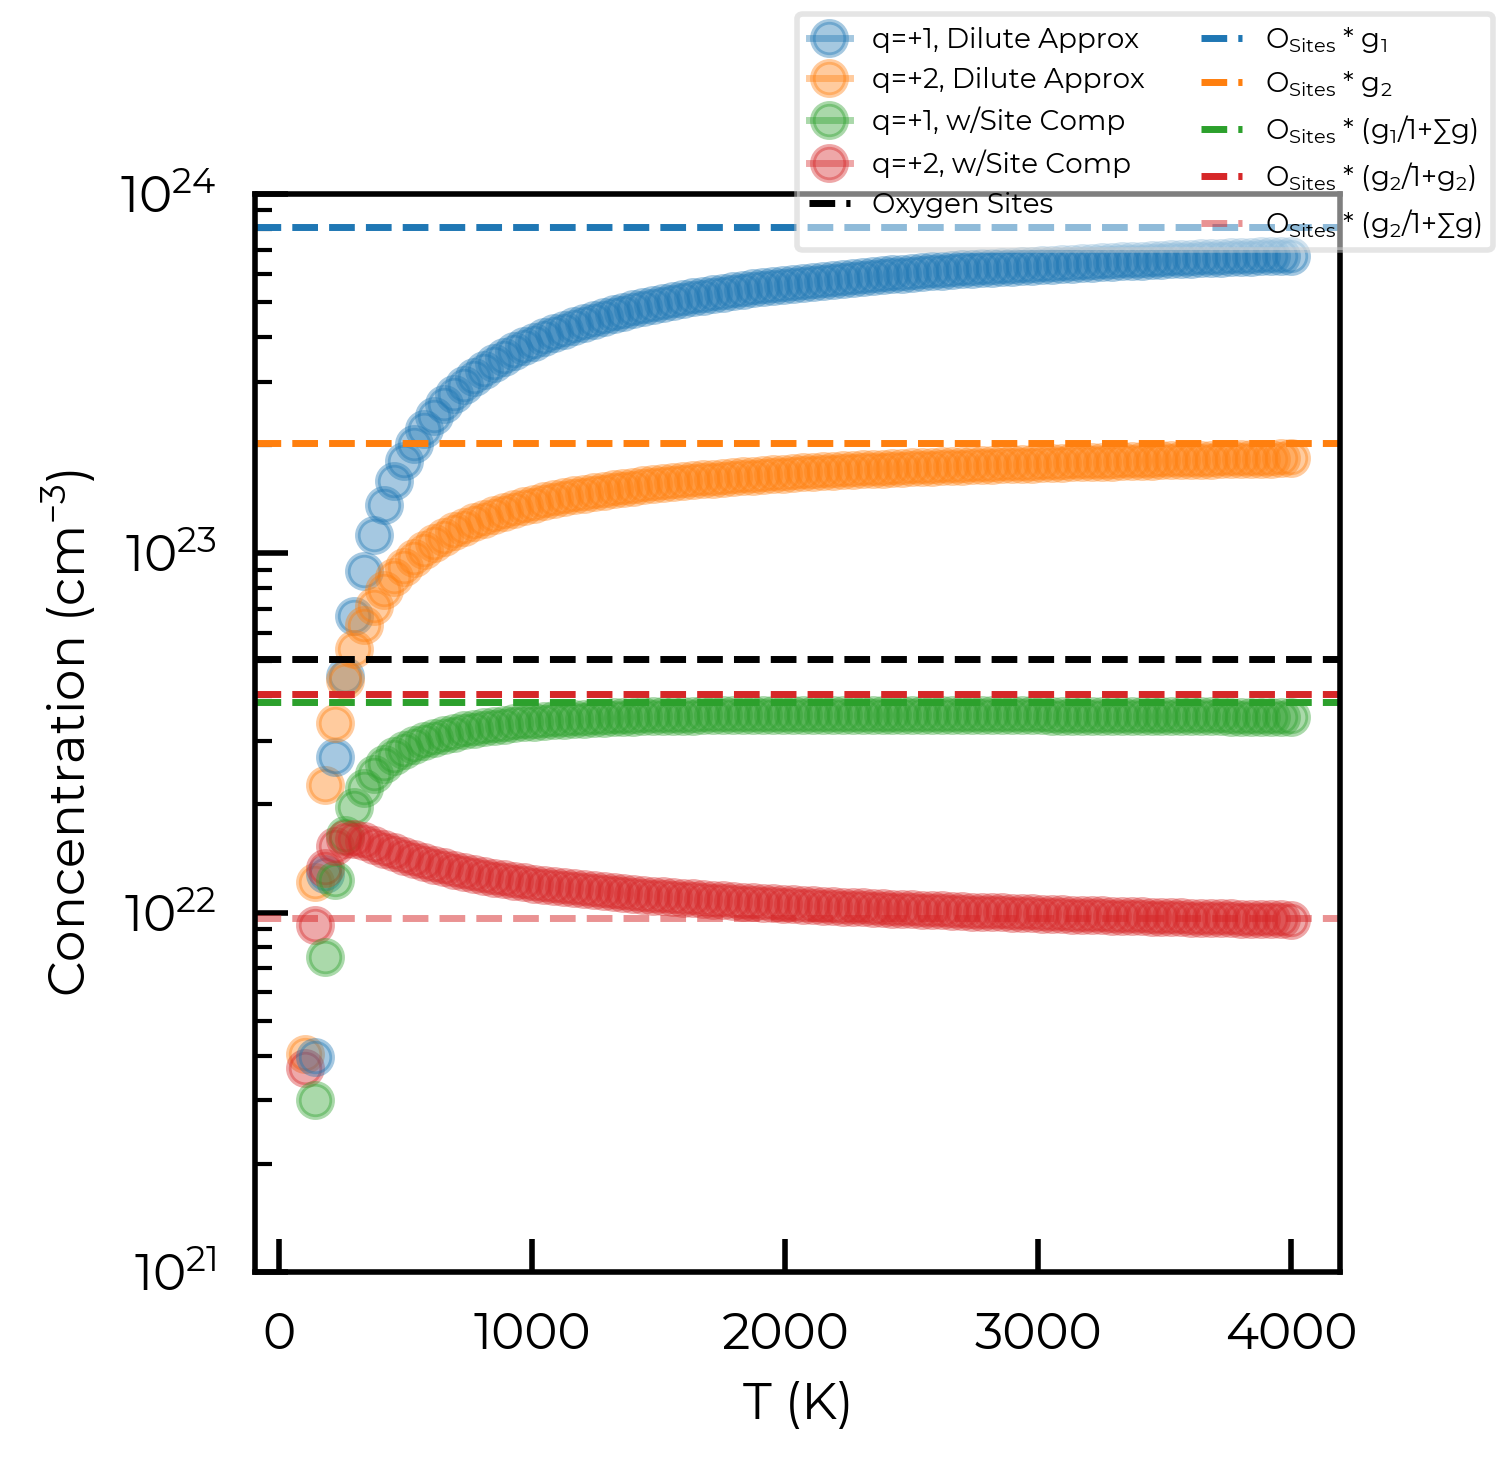 q=+1, Dilute Approx
q=+2, Dilute Approx
q=+1, w/Site Comp
q=+2, w/Site Comp
Oxygen Sites
O_Sites * g_1
O_Sites * g_2
O_Sites * (g_1/1+∑g)
O_Sites * (g_2/1+g_2)
O_Sites * (g_2/1+∑g)
10^24
10^23
10^22
10^21
Concentration (cm^−3)
0 1000 2000 3000 4000
T (K)